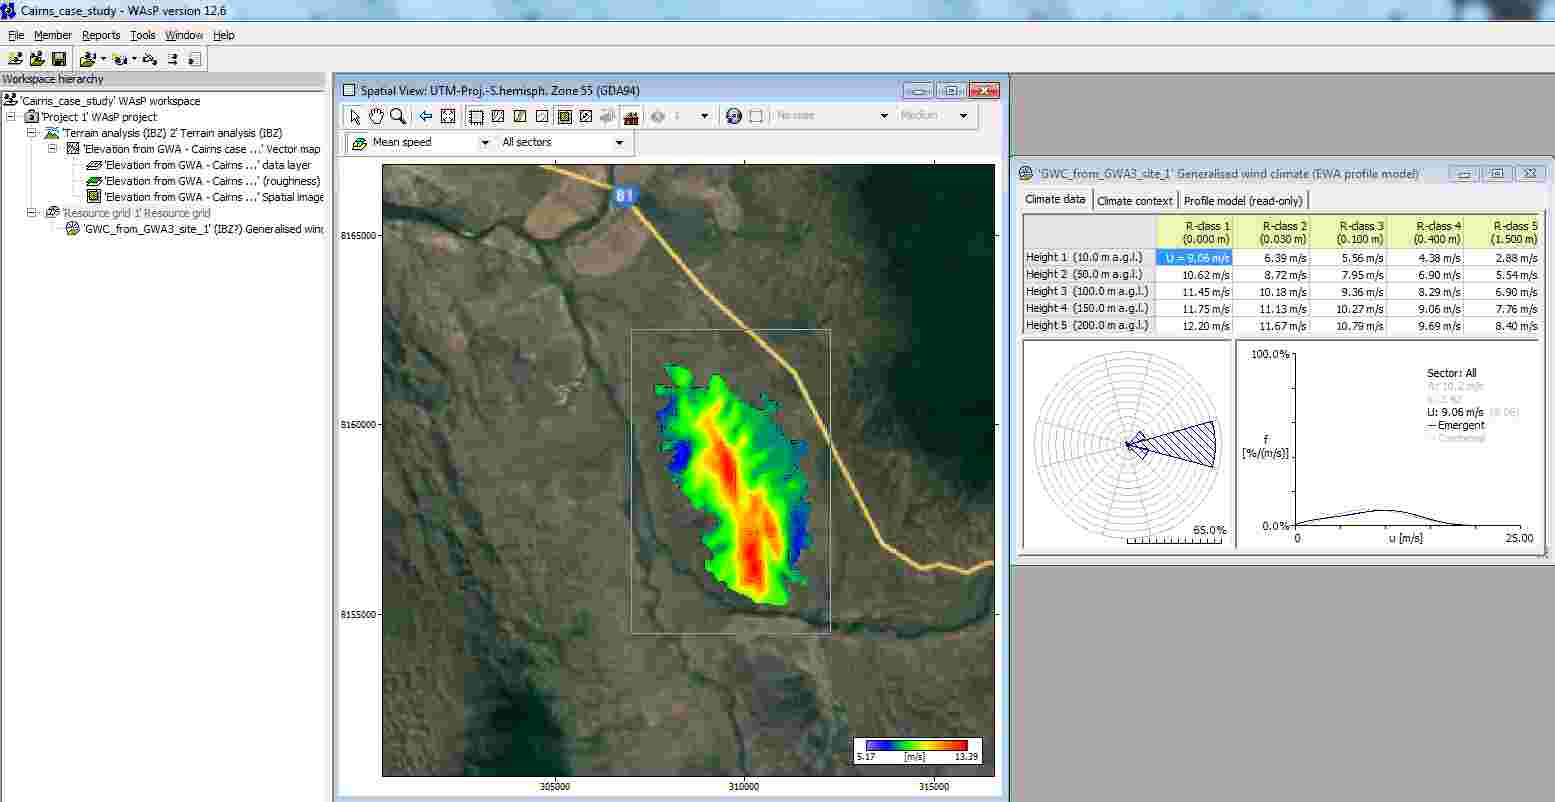 Cairns_case_study - WAsP version 12.6
File Member Reports Tools Window Help
Workspace hierarchy
'Cairns_case_study' WAsP workspace
'Project 1' WAsP project
'Terrain analysis (IBZ) 2' Terrain analysis (IBZ)
'Elevation from GWA - Cairns case ...' Vector map
'Elevation from GWA - Cairns ...' data layer
'Elevation from GWA - Cairns ...' (roughness)
'Elevation from GWA - Cairns ...' Spatial image
'Resource grid 1' Resource grid
'GWC_from_GWA3_site_1' (IBZ?) Generalised wind
Spatial View: UTM-Proj.-S.hemisph. Zone 55 (GDA94)
1 No scale Medium
Mean speed All sectors
81
8165000
8160000
8155000
305000 310000 315000
5.17 [m/s] 13.39
'GWC_from_GWA3_site_1' Generalised wind climate (EWA profile model)
Climate data Climate context Profile model (read-only)
R-class 1 R-class 2 R-class 3 R-class 4 R-class 5
(0.000 m) (0.030 m) (0.100 m) (0.400 m) (1.500 m)
Height 1 (10.0 m a.g.l.) U = 9.06 m/s 6.39 m/s 5.56 m/s 4.38 m/s 2.88 m/s
Height 2 (50.0 m a.g.l.) 10.62 m/s 8.72 m/s 7.95 m/s 6.90 m/s 5.54 m/s
Height 3 (100.0 m a.g.l.) 11.45 m/s 10.18 m/s 9.36 m/s 8.29 m/s 6.90 m/s
Height 4 (150.0 m a.g.l.) 11.75 m/s 11.13 m/s 10.27 m/s 9.06 m/s 7.76 m/s
Height 5 (200.0 m a.g.l.) 12.20 m/s 11.67 m/s 10.79 m/s 9.69 m/s 8.40 m/s
65.0%
100.0%
f
[%/(m/s)]
0.0%
0 u [m/s] 25.00
Sector: All
A: 10.2 m/s
U: 9.06 m/s (9.06)
Emergent
Combined